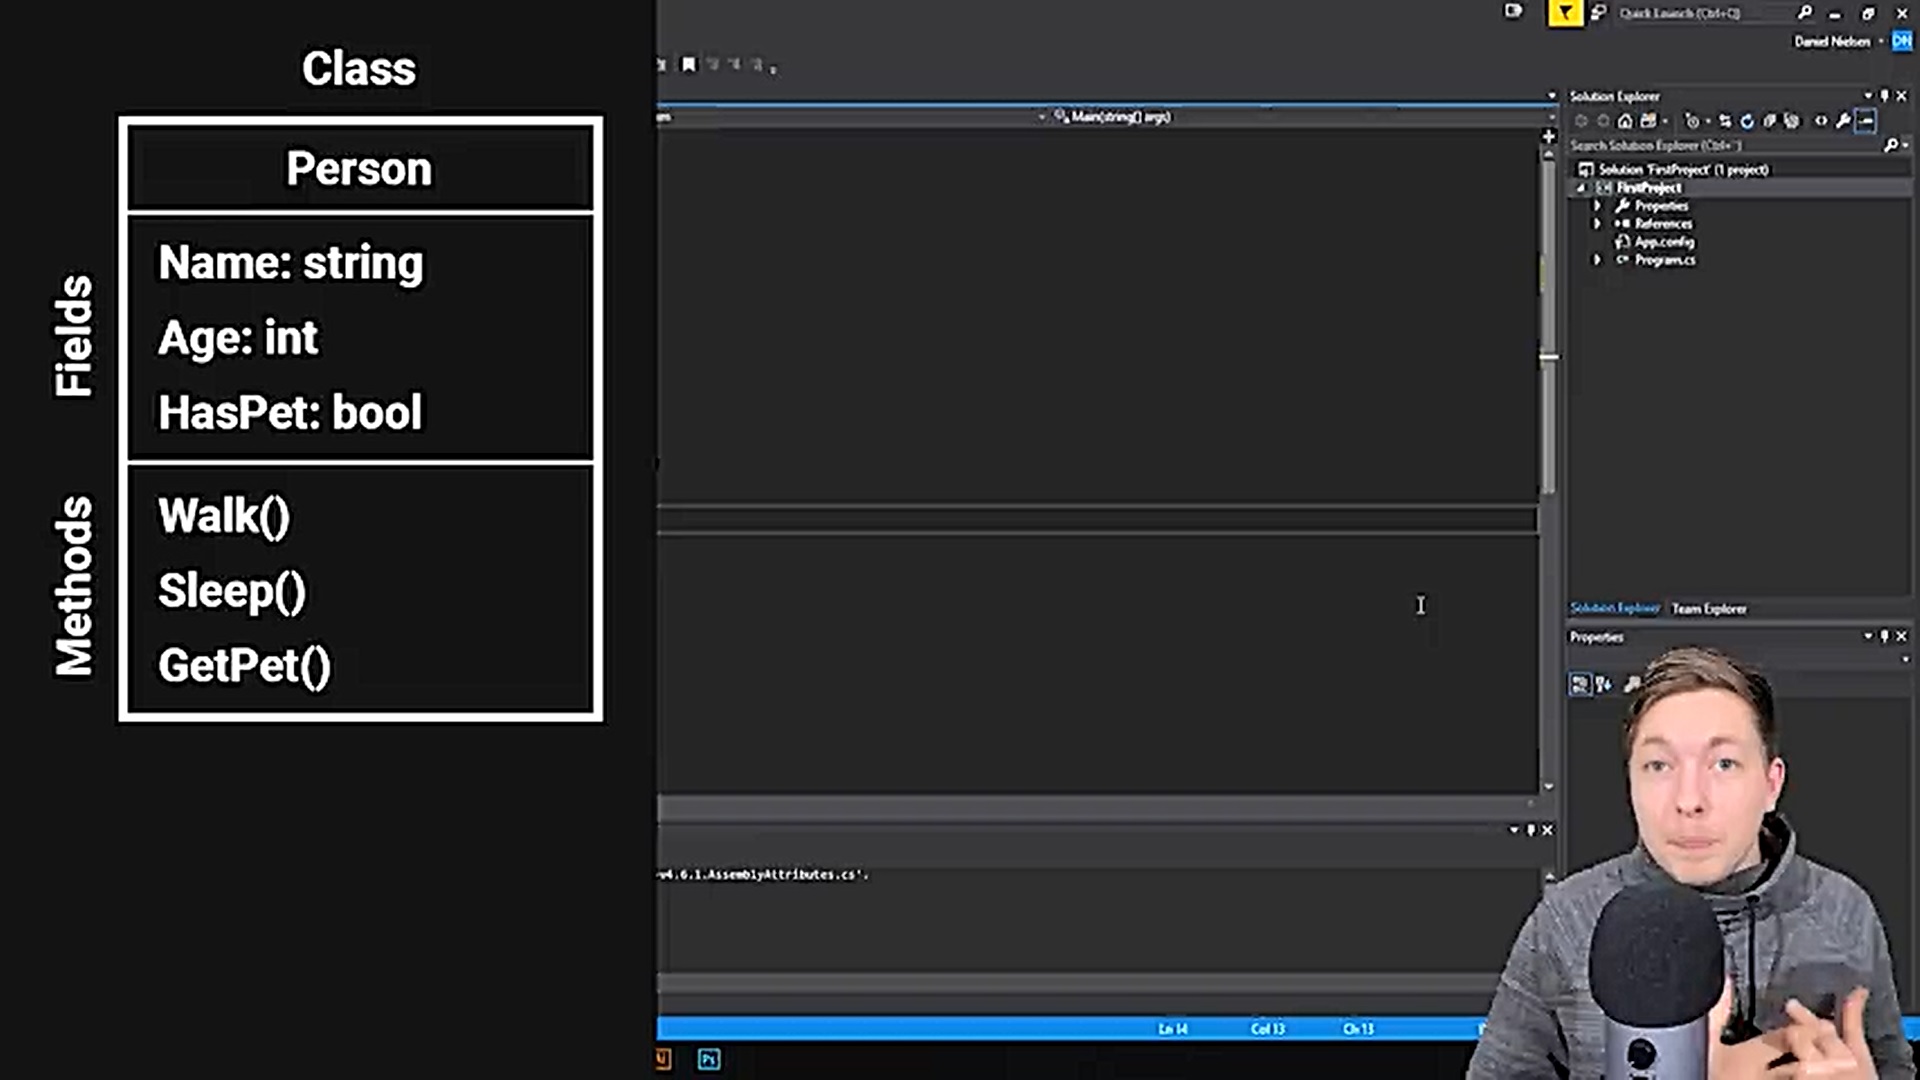 Class
Person
Fields
Name: string
Age: int
HasPet: bool
Methods
Walk()
Sleep()
GetPet()
Quick Launch (Ctrl+Q)
Daniel Nielsen
DN
Main(string[] args)
Solution Explorer
Search Solution Explorer (Ctrl+¨)
Solution 'FirstProject' (1 project)
FirstProject
Properties
References
App.config
Program.cs
Solution Explorer
Team Explorer
Properties
v4.6.1.AssemblyAttributes.cs'.
Ln 14
Col 13
Ch 13
Ps